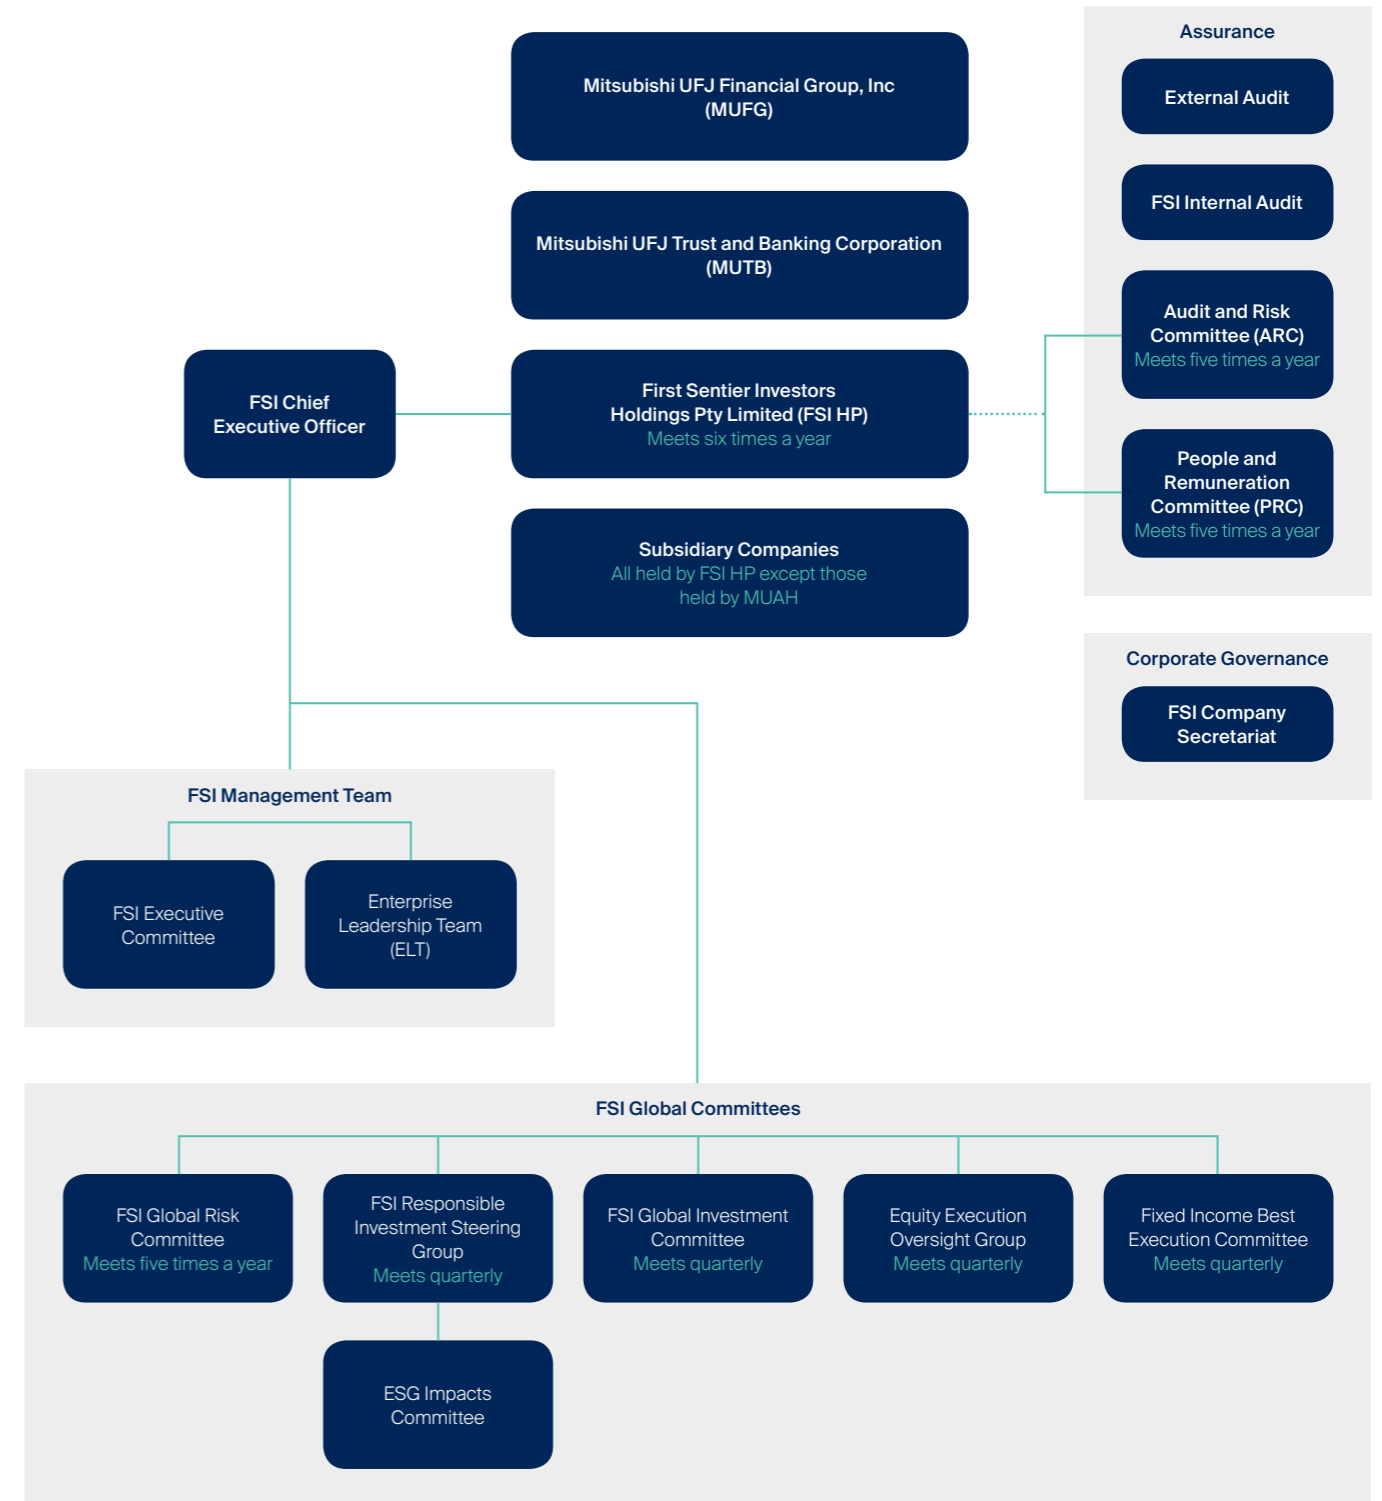 Mitsubishi UFJ Financial Group, Inc
(MUFG)
Mitsubishi UFJ Trust and Banking Corporation
(MUTB)
FSI Chief
Executive Officer
First Sentier Investors
Holdings Pty Limited (FSI HP)
Meets six times a year
Subsidiary Companies
All held by FSI HP except those
held by MUAH
Assurance
External Audit
FSI Internal Audit
Audit and Risk
Committee (ARC)
Meets five times a year
People and
Remuneration
Committee (PRC)
Meets five times a year
Corporate Governance
FSI Company
Secretariat
FSI Management Team
FSI Executive
Committee
Enterprise
Leadership Team
(ELT)
FSI Global Committees
FSI Global Risk
Committee
Meets five times a year
FSI Responsible
Investment Steering
Group
Meets quarterly
FSI Global Investment
Committee
Meets quarterly
Equity Execution
Oversight Group
Meets quarterly
Fixed Income Best
Execution Committee
Meets quarterly
ESG Impacts
Committee